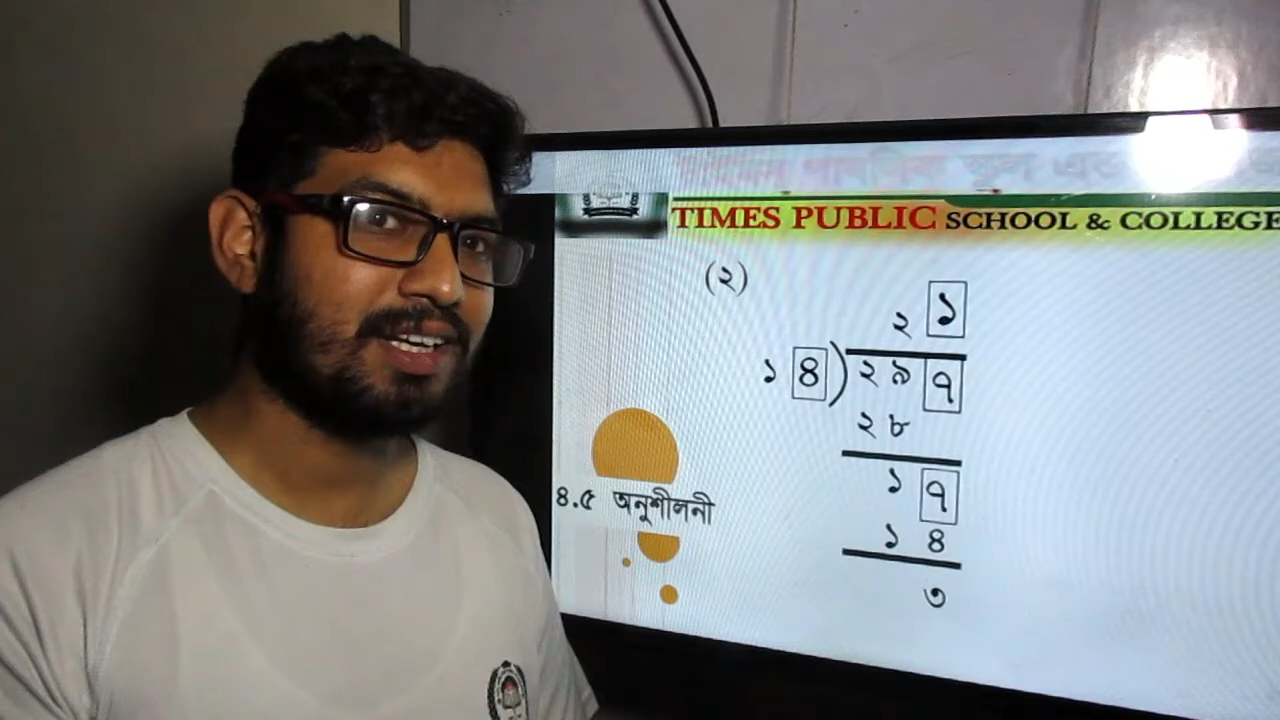 TIMES PUBLIC SCHOOL & COLLEGE
(২)
২ ১
১ ৪ ) ২ ৯ ৭
২ ৮
১ ৭
১ ৪
৩
৪.৫ অনুশীলনী